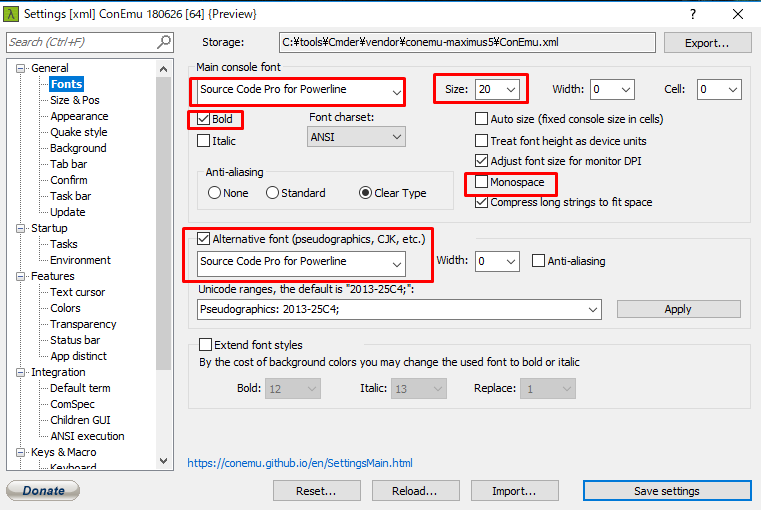 Settings [xml] ConEmu 180626 [64] {Preview}
Search (Ctrl+F)
Storage: C:¥tools¥Cmder¥vendor¥conemu-maximus5¥ConEmu.xml Export...
General
Fonts
Size & Pos
Appearance
Quake style
Background
Tab bar
Confirm
Task bar
Update
Startup
Tasks
Environment
Features
Text cursor
Colors
Transparency
Status bar
App distinct
Integration
Default term
ComSpec
Children GUI
ANSI execution
Keys & Macro
Keyboard
Main console font
Source Code Pro for Powerline Size: 20 Width: 0 Cell: 0
Bold Font charset: Auto size (fixed console size in cells)
Italic ANSI Treat font height as device units
Adjust font size for monitor DPI
Anti-aliasing Monospace
None Standard Clear Type Compress long strings to fit space
Alternative font (pseudographics, CJK, etc.)
Source Code Pro for Powerline Width: 0 Anti-aliasing
Unicode ranges, the default is "2013-25C4;":
Pseudographics: 2013-25C4; Apply
Extend font styles
By the cost of background colors you may change the used font to bold or italic
Bold: 12 Italic: 13 Replace: 1
https://conemu.github.io/en/SettingsMain.html
Donate Reset... Reload... Import... Save settings